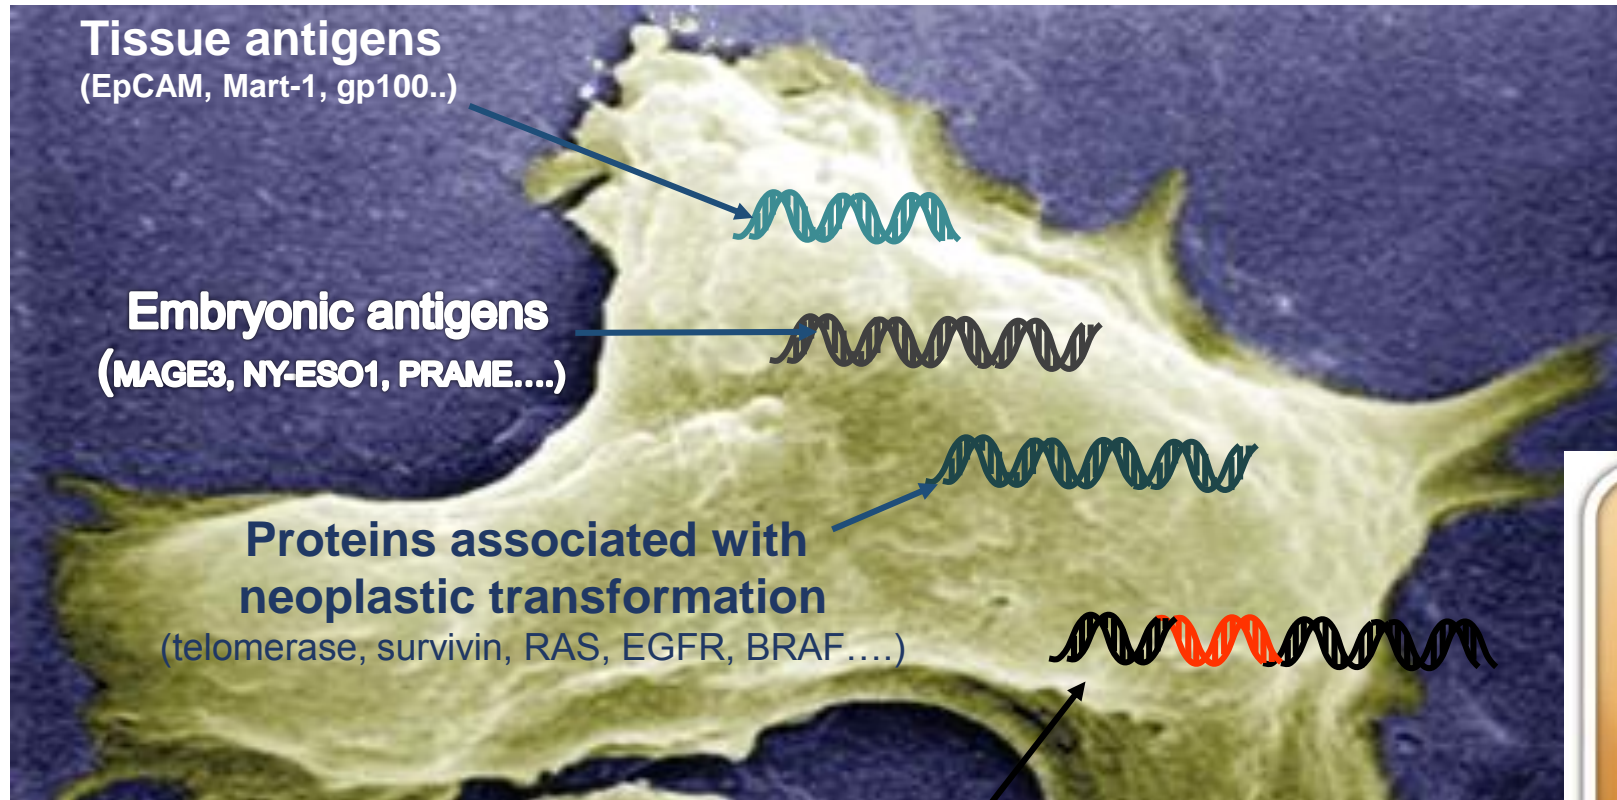 Tissue antigens
(EpCAM, Mart-1, gp100..)
Embryonic antigens
(MAGE3, NY-ESO1, PRAME....)
Proteins associated with
neoplastic transformation
(telomerase, survivin, RAS, EGFR, BRAF....)